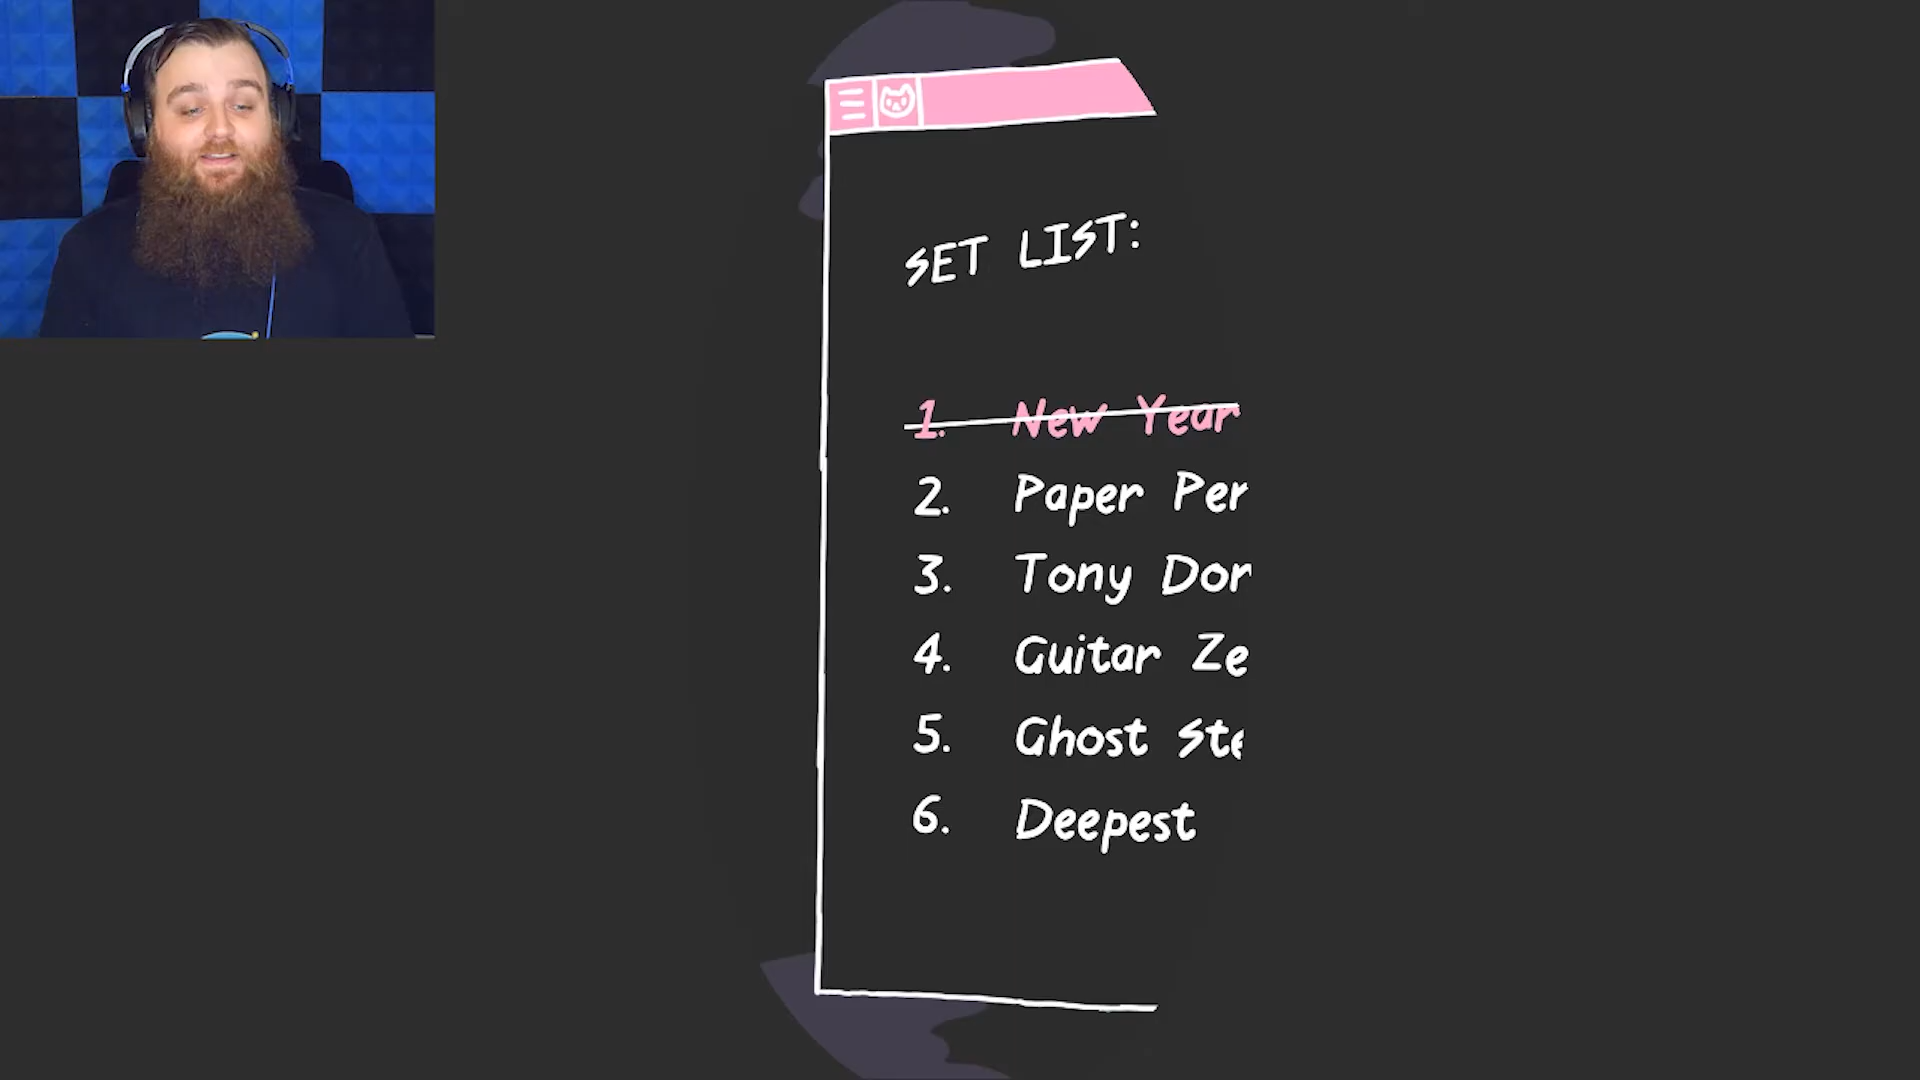 SET LIST:
1. New Year
2. Paper Per
3. Tony Dor
4. Guitar Ze
5. Ghost Ste
6. Deepest